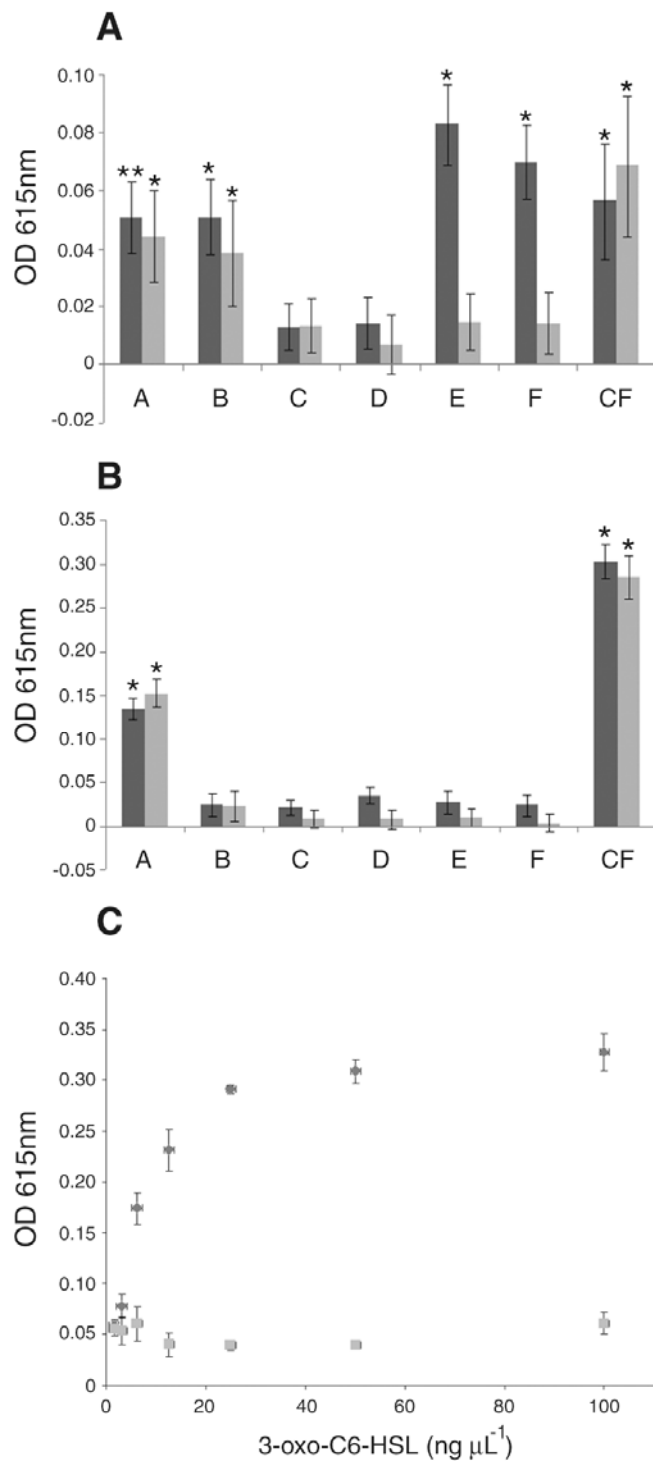 A
OD 615nm
0.10
0.08
0.06
0.04
0.02
0
-0.02
** * * * * * * *
A B C D E F CF
B
OD 615nm
0.35
0.30
0.25
0.20
0.15
0.10
0.05
0
-0.05
* * * *
A B C D E F CF
C
OD 615nm
0.40
0.35
0.30
0.25
0.20
0.15
0.10
0.05
0
0 20 40 60 80 100
3-oxo-C6-HSL (ng µL⁻¹)